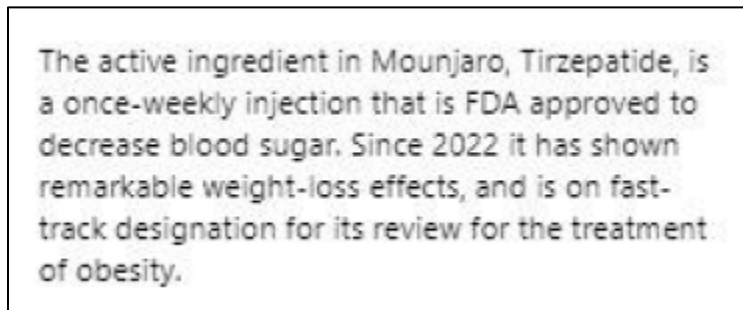 The active ingredient in Mounjaro, Tirzepatide, is
a once-weekly injection that is FDA approved to
decrease blood sugar. Since 2022 it has shown
remarkable weight-loss effects, and is on fast-
track designation for its review for the treatment
of obesity.